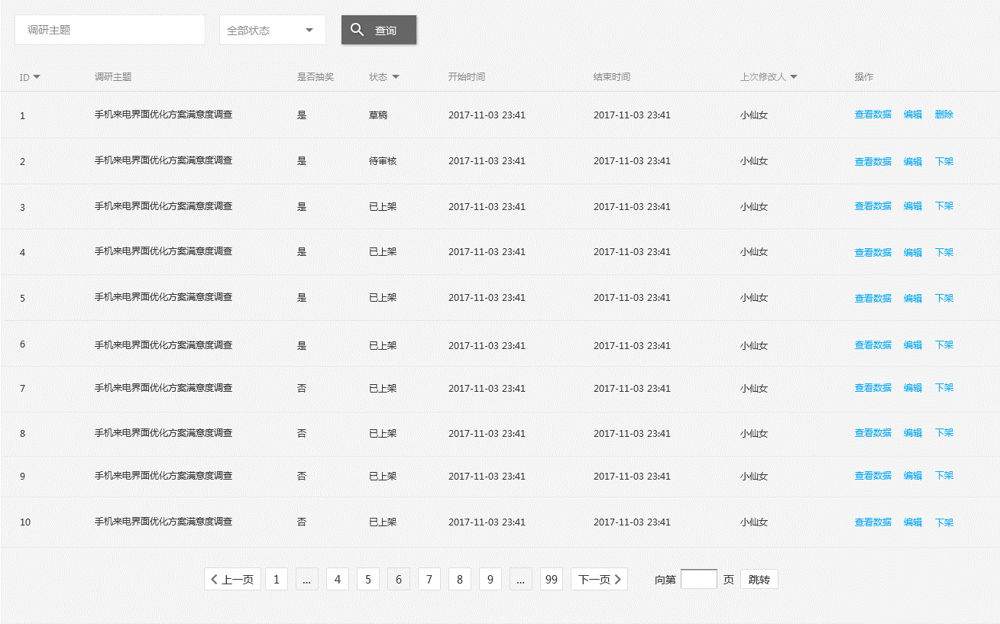 调研主题 全部状态 查询
ID 调研主题 是否抽奖 状态 开始时间 结束时间 上次修改人 操作
1 手机来电界面优化方案满意度调查 是 草稿 2017-11-03 23:41 2017-11-03 23:41 小仙女 查看数据 编辑 删除
2 手机来电界面优化方案满意度调查 是 待审核 2017-11-03 23:41 2017-11-03 23:41 小仙女 查看数据 编辑 下架
3 手机来电界面优化方案满意度调查 是 已上架 2017-11-03 23:41 2017-11-03 23:41 小仙女 查看数据 编辑 下架
4 手机来电界面优化方案满意度调查 是 已上架 2017-11-03 23:41 2017-11-03 23:41 小仙女 查看数据 编辑 下架
5 手机来电界面优化方案满意度调查 是 已上架 2017-11-03 23:41 2017-11-03 23:41 小仙女 查看数据 编辑 下架
6 手机来电界面优化方案满意度调查 是 已上架 2017-11-03 23:41 2017-11-03 23:41 小仙女 查看数据 编辑 下架
7 手机来电界面优化方案满意度调查 否 已上架 2017-11-03 23:41 2017-11-03 23:41 小仙女 查看数据 编辑 下架
8 手机来电界面优化方案满意度调查 否 已上架 2017-11-03 23:41 2017-11-03 23:41 小仙女 查看数据 编辑 下架
9 手机来电界面优化方案满意度调查 否 已上架 2017-11-03 23:41 2017-11-03 23:41 小仙女 查看数据 编辑 下架
10 手机来电界面优化方案满意度调查 否 已上架 2017-11-03 23:41 2017-11-03 23:41 小仙女 查看数据 编辑 下架
上一页 1 ... 4 5 6 7 8 9 ... 99 下一页 向第 页 跳转